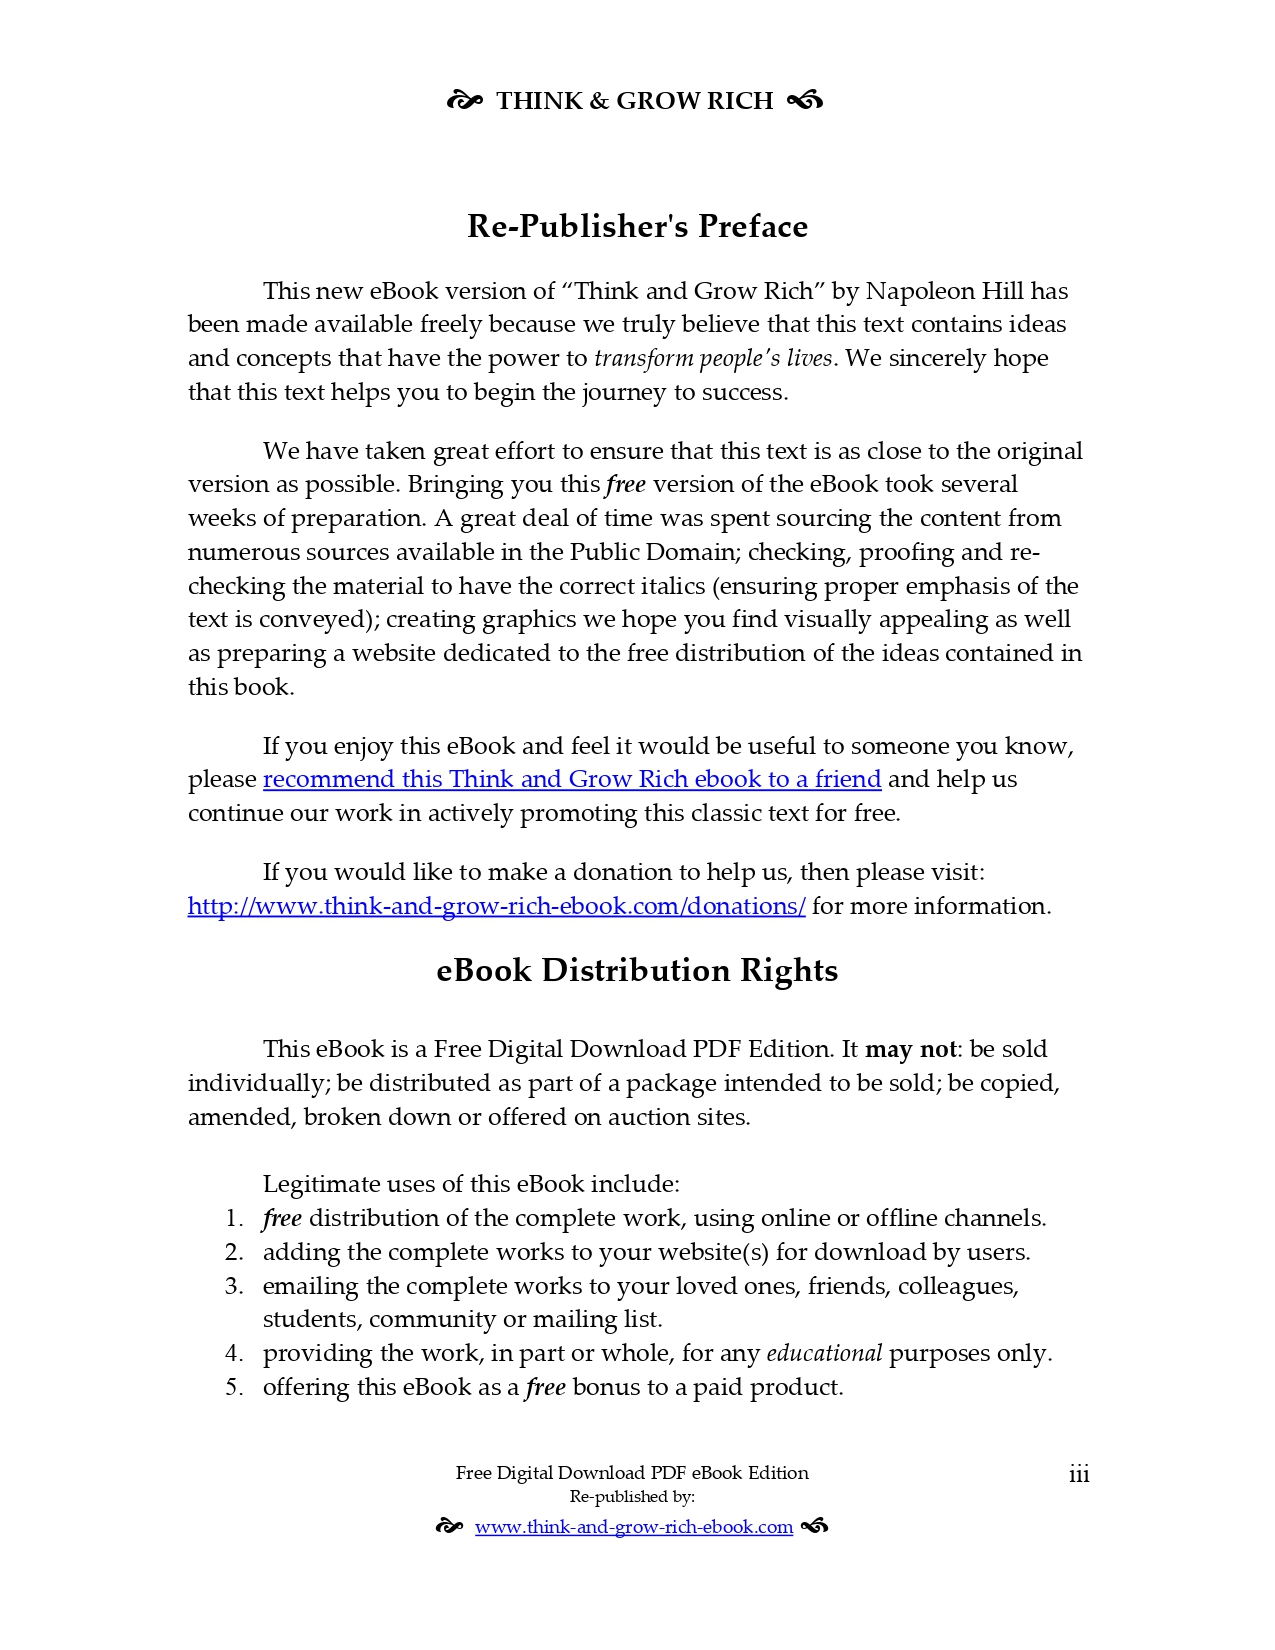 THINK & GROW RICH
Re-Publisher's Preface
This new eBook version of “Think and Grow Rich” by Napoleon Hill has
been made available freely because we truly believe that this text contains ideas
and concepts that have the power to transform people’s lives. We sincerely hope
that this text helps you to begin the journey to success.
We have taken great effort to ensure that this text is as close to the original
version as possible. Bringing you this free version of the eBook took several
weeks of preparation. A great deal of time was spent sourcing the content from
numerous sources available in the Public Domain; checking, proofing and re-
checking the material to have the correct italics (ensuring proper emphasis of the
text is conveyed); creating graphics we hope you find visually appealing as well
as preparing a website dedicated to the free distribution of the ideas contained in
this book.
If you enjoy this eBook and feel it would be useful to someone you know,
please recommend this Think and Grow Rich ebook to a friend and help us
continue our work in actively promoting this classic text for free.
If you would like to make a donation to help us, then please visit:
http://www.think-and-grow-rich-ebook.com/donations/ for more information.
eBook Distribution Rights
This eBook is a Free Digital Download PDF Edition. It may not: be sold
individually; be distributed as part of a package intended to be sold; be copied,
amended, broken down or offered on auction sites.
Legitimate uses of this eBook include:
1. free distribution of the complete work, using online or offline channels.
2. adding the complete works to your website(s) for download by users.
3. emailing the complete works to your loved ones, friends, colleagues,
students, community or mailing list.
4. providing the work, in part or whole, for any educational purposes only.
5. offering this eBook as a free bonus to a paid product.
Free Digital Download PDF eBook Edition
iii
Re-published by:
www.think-and-grow-rich-ebook.com